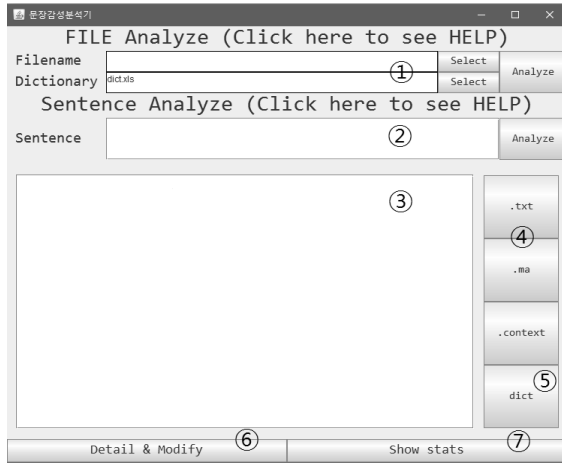 문장감성분석기
FILE Analyze (Click here to see HELP)
Filename ① Select
Dictionary dict.xls Select Analyze
Sentence Analyze (Click here to see HELP)
Sentence ② Analyze
③
.txt
④
.ma
.context
⑤
dict
Detail & Modify ⑥ Show stats ⑦